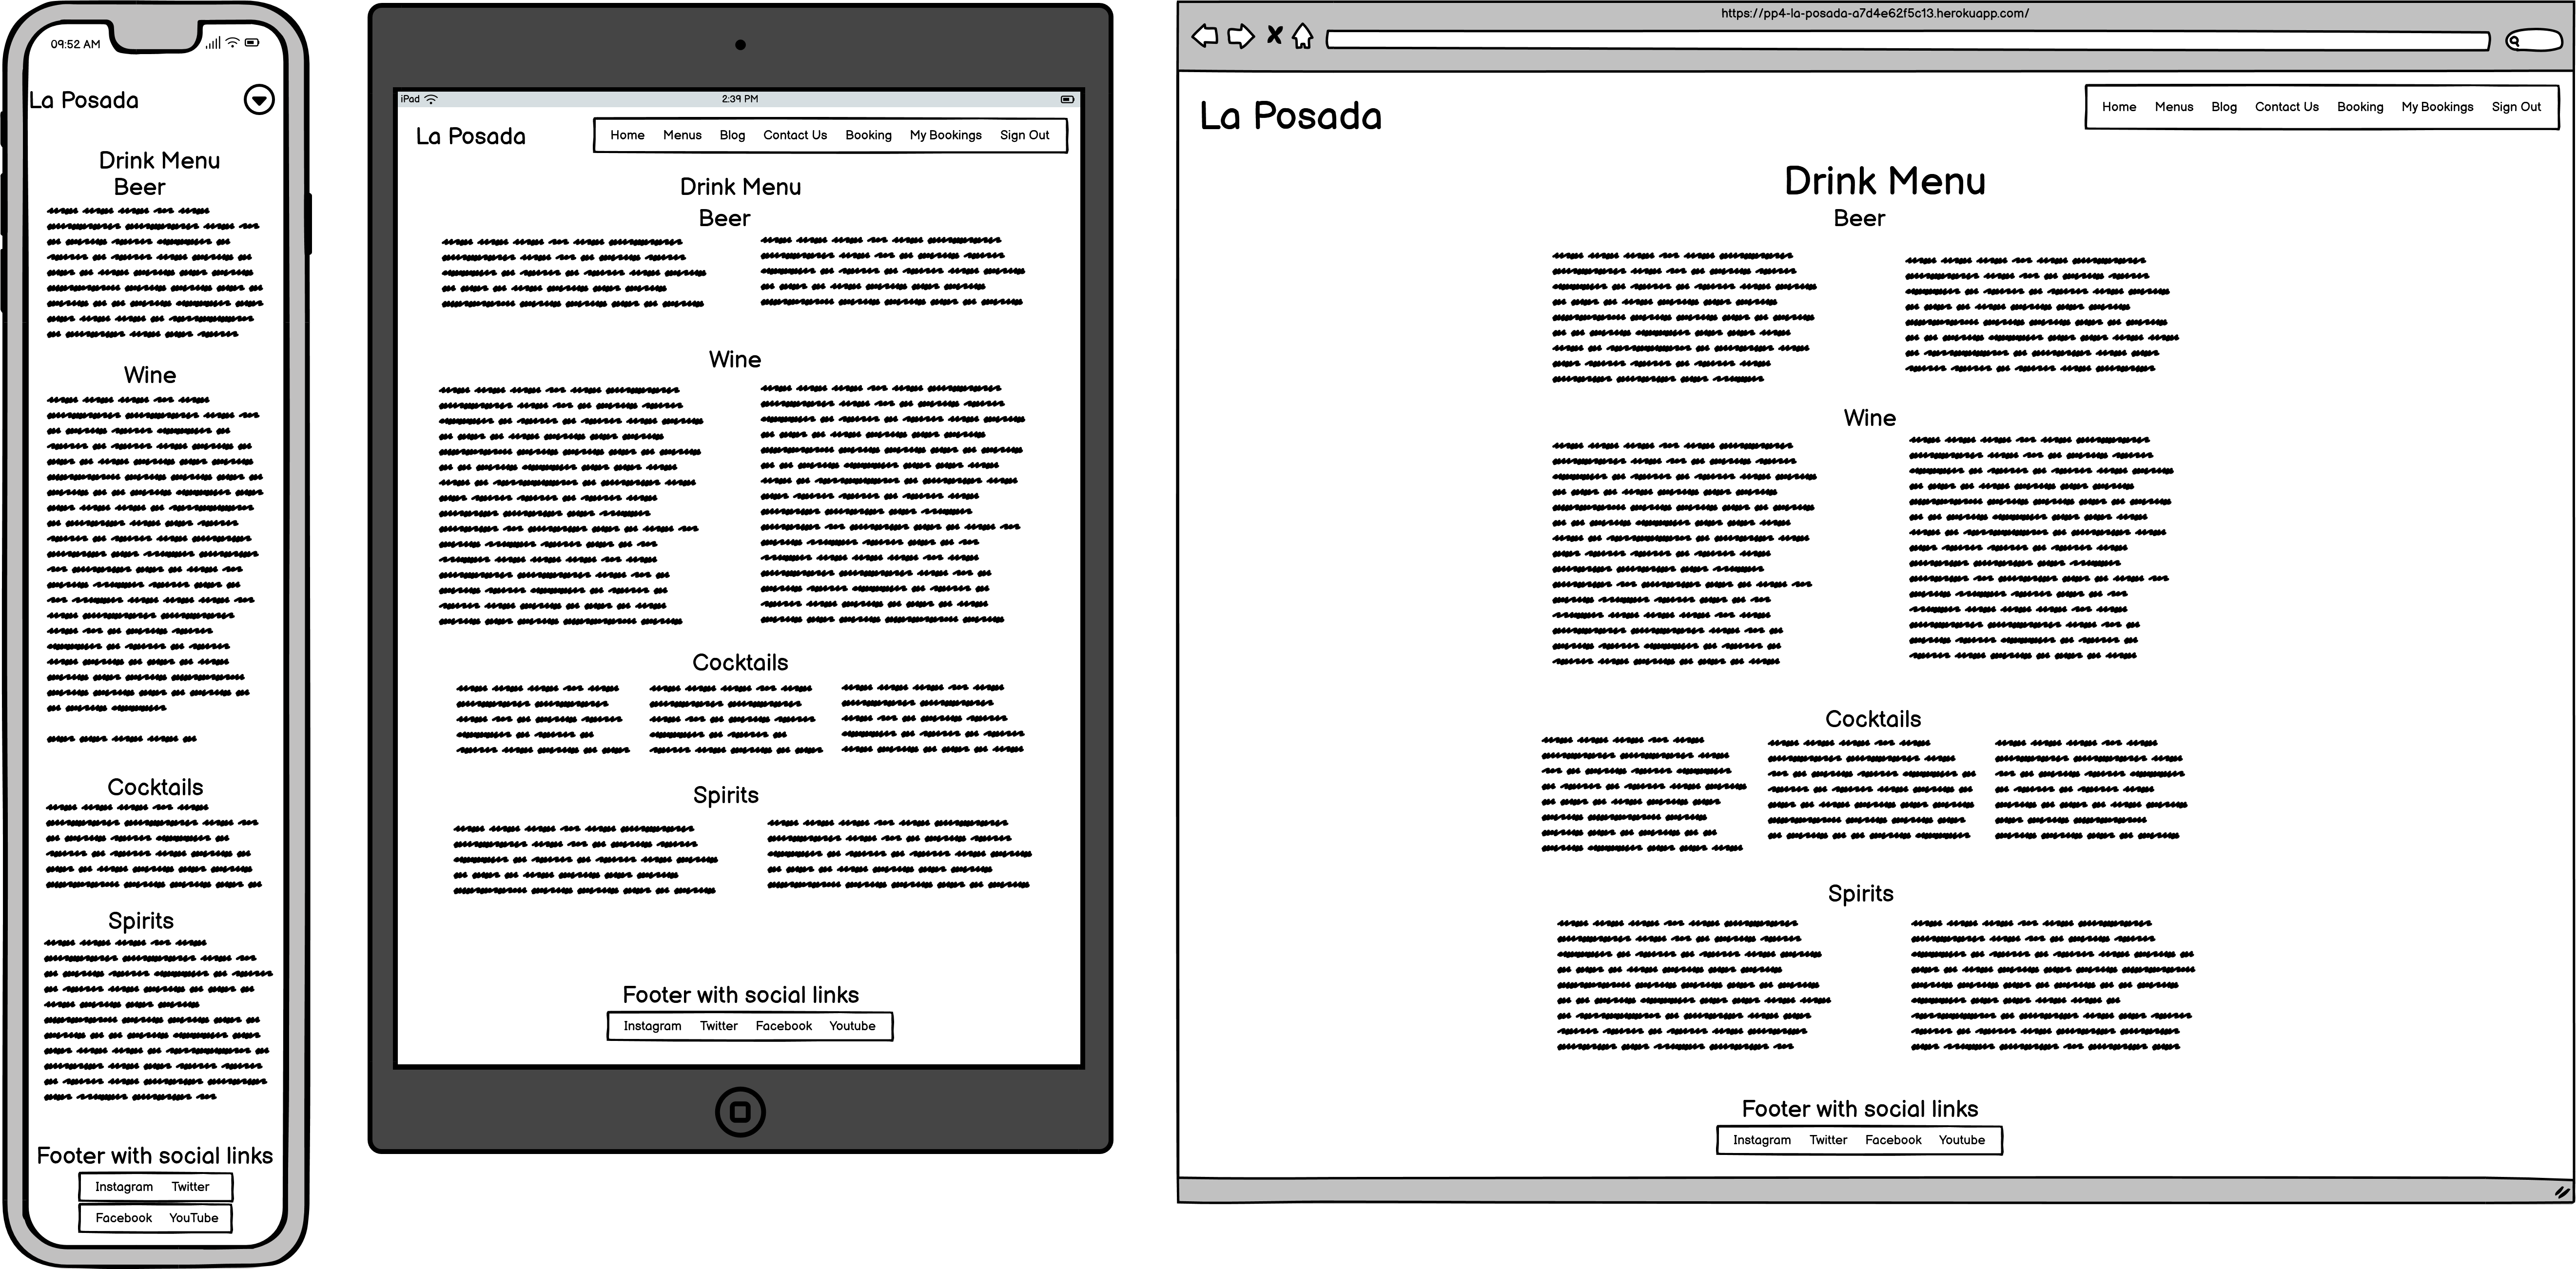 09:52 AM
La Posada
Drink Menu
Beer
Wine
Cocktails
Spirits
Footer with social links
Instagram Twitter
Facebook YouTube
iPad 2:39 PM
La Posada
Home Menus Blog Contact Us Booking My Bookings Sign Out
Drink Menu
Beer
Wine
Cocktails
Spirits
Footer with social links
Instagram Twitter Facebook Youtube
https://pp4-la-posada-a7d4e62f5c13.herokuapp.com/
La Posada
Home Menus Blog Contact Us Booking My Bookings Sign Out
Drink Menu
Beer
Wine
Cocktails
Spirits
Footer with social links
Instagram Twitter Facebook Youtube